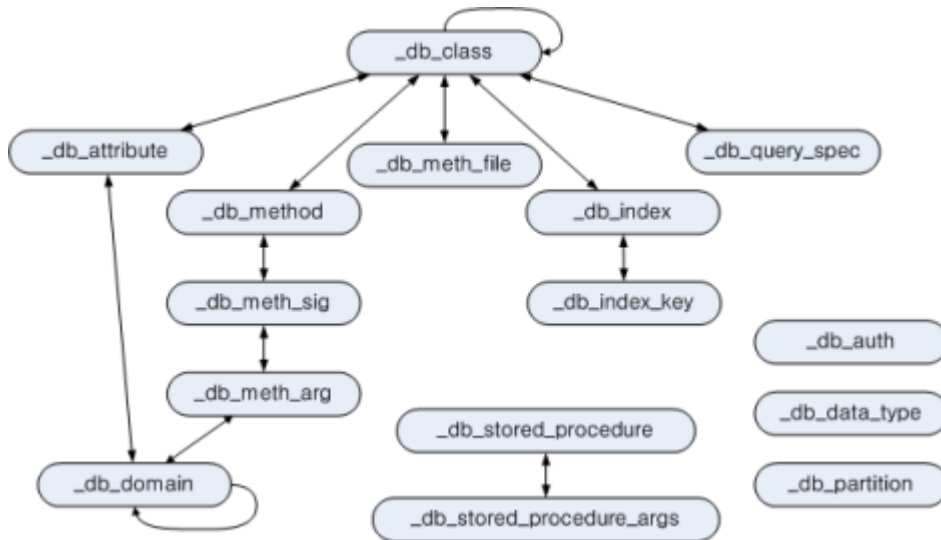 _db_class
_db_attribute
_db_meth_file
_db_query_spec
_db_method
_db_index
_db_meth_sig
_db_index_key
_db_auth
_db_meth_arg
_db_data_type
_db_stored_procedure
_db_domain
_db_partition
_db_stored_procedure_args